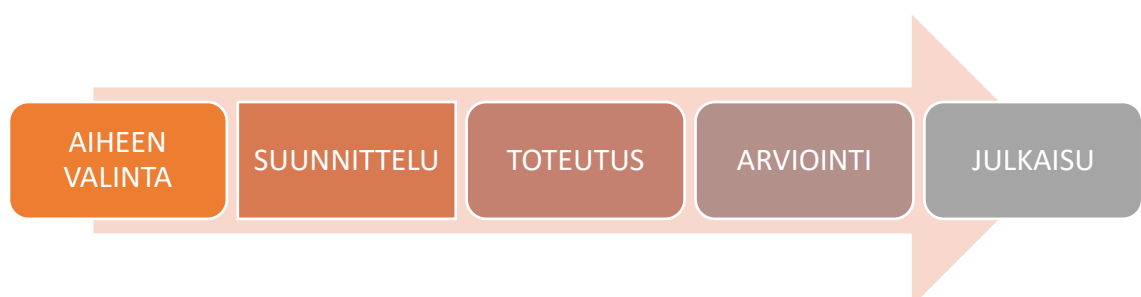 AIHEEN
VALINTA
SUUNNITTELU
TOTEUTUS
ARVIOINTI
JULKAISU